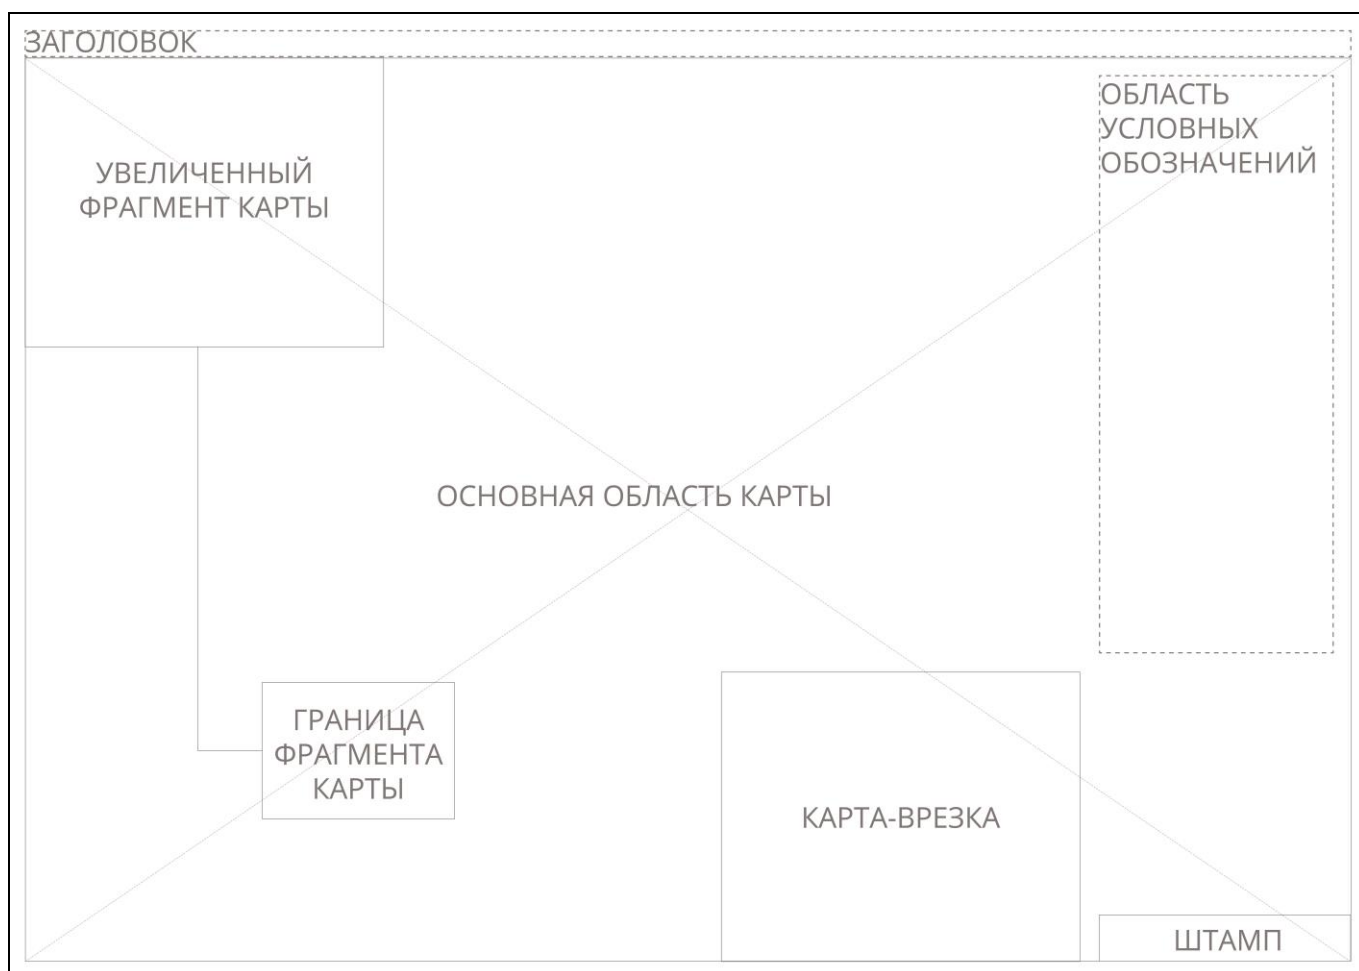 ЗАГОЛОВОК
ОБЛАСТЬ
УСЛОВНЫХ
ОБОЗНАЧЕНИЙ
УВЕЛИЧЕННЫЙ
ФРАГМЕНТ КАРТЫ
ОСНОВНАЯ ОБЛАСТЬ КАРТЫ
ГРАНИЦА
ФРАГМЕНТА
КАРТЫ
КАРТА-ВРЕЗКА
ШТАМП